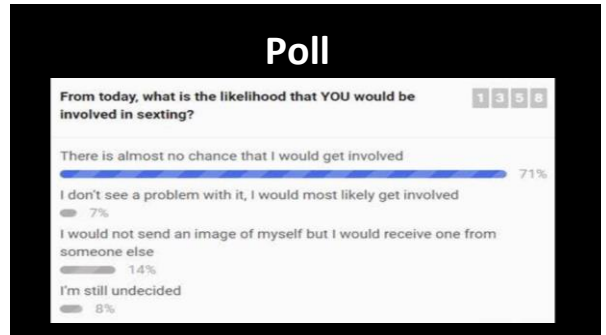 Poll
From today, what is the likelihood that YOU would be
involved in sexting?
1 3 5 8
There is almost no chance that I would get involved
71%
I don't see a problem with it, I would most likely get involved
7%
I would not send an image of myself but I would receive one from
someone else
14%
I'm still undecided
8%